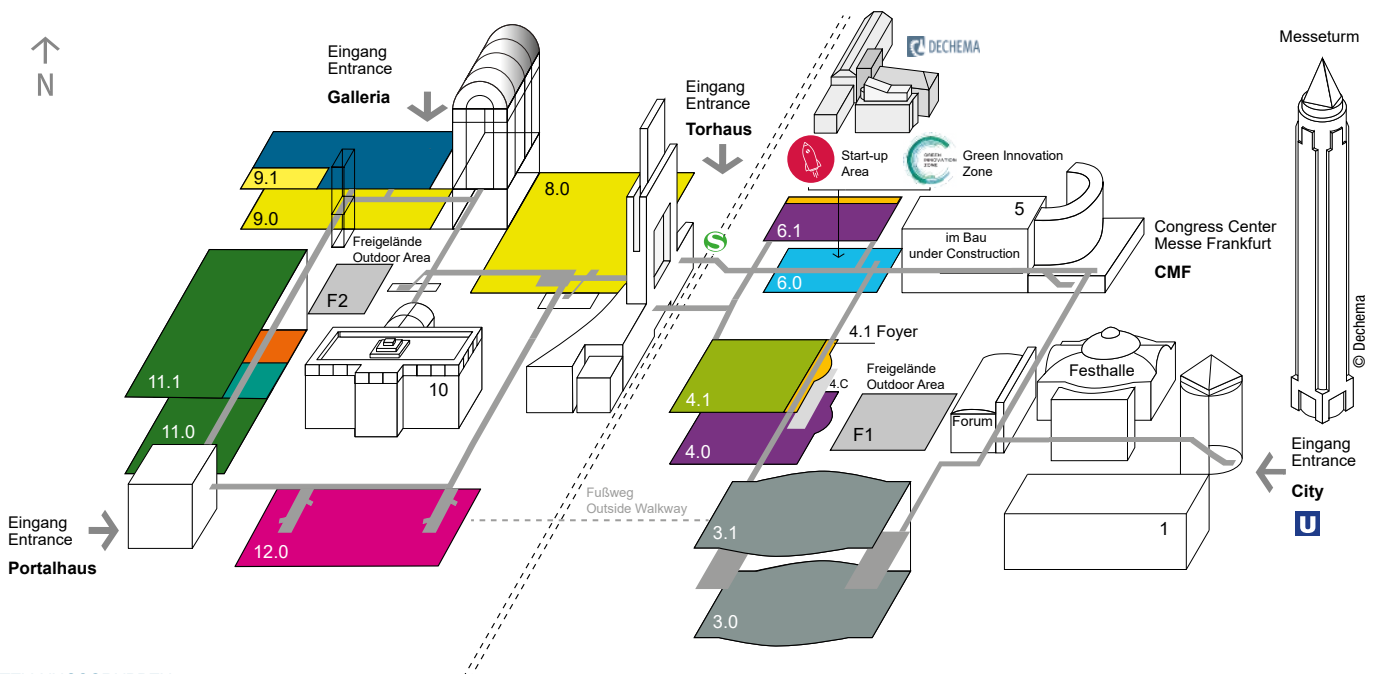 N
Eingang
Entrance
Galleria
DECHEMA
Messeturm
Eingang
Entrance
Torhaus
Start-up
Area
GREEN
INNOVATION
ZONE
Green Innovation
Zone
9.1
9.0
8.0
6.1
6.0
5
im Bau
under Construction
Congress Center
Messe Frankfurt
CMF
S
Freigelände
Outdoor Area
F2
10
11.1
11.0
4.1 Foyer
4.1
4.C
4.0
Freigelände
Outdoor Area
F1
Forum
Festhalle
© Dechema
Eingang
Entrance
City
U
Eingang
Entrance
Portalhaus
12.0
Fußweg
Outside Walkway
3.1
3.0
1